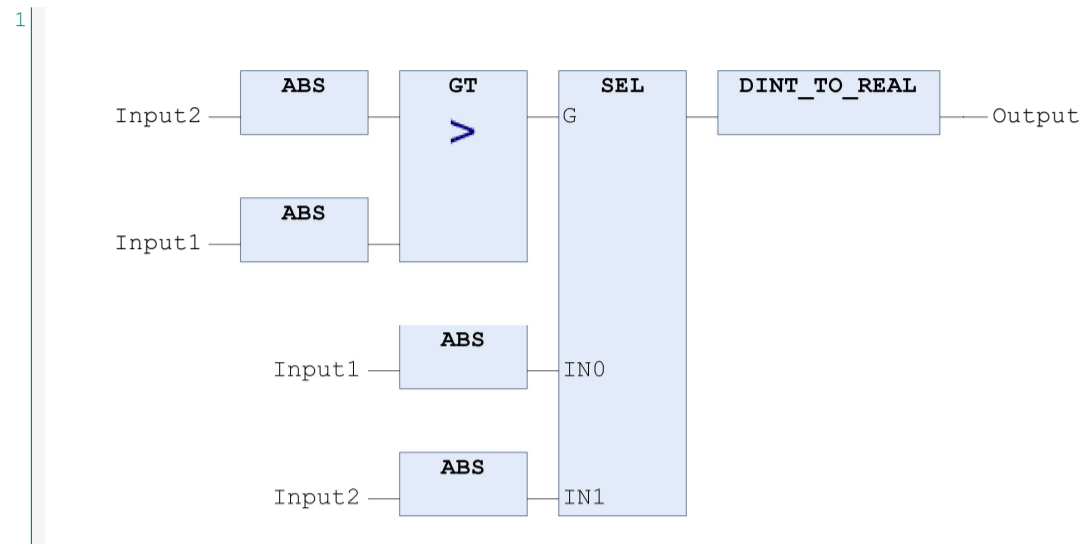 1
ABS GT SEL DINT_TO_REAL
Input2 G Output
>
ABS
Input1
ABS
Input1 IN0
ABS
Input2 IN1